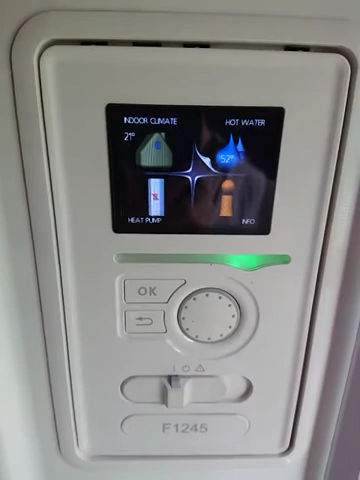 INDOOR CLIMATE
HOT WATER
21°
52°
HEAT PUMP
INFO
OK
F1245